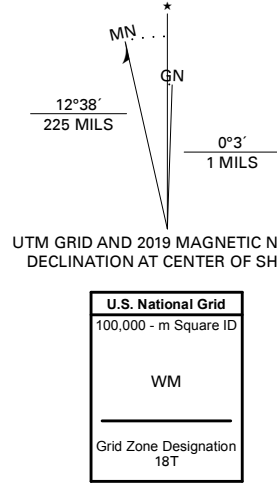 ★
MN
GN
12°38´
225 MILS
0°3´
1 MILS
UTM GRID AND 2019 MAGNETIC N
DECLINATION AT CENTER OF SH
U.S. National Grid
100,000 - m Square ID
WM
Grid Zone Designation
18T